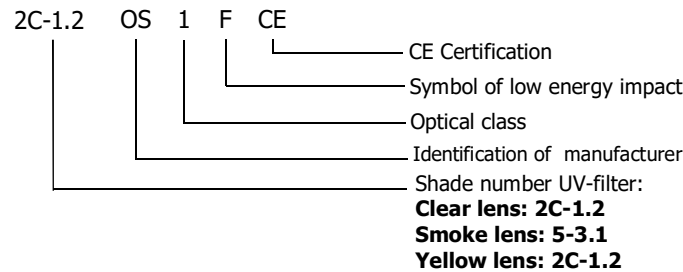 2C-1.2 OS 1 F CE
CE Certification
Symbol of low energy impact
Optical class
Identification of manufacturer
Shade number UV-filter:
Clear lens: 2C-1.2
Smoke lens: 5-3.1
Yellow lens: 2C-1.2